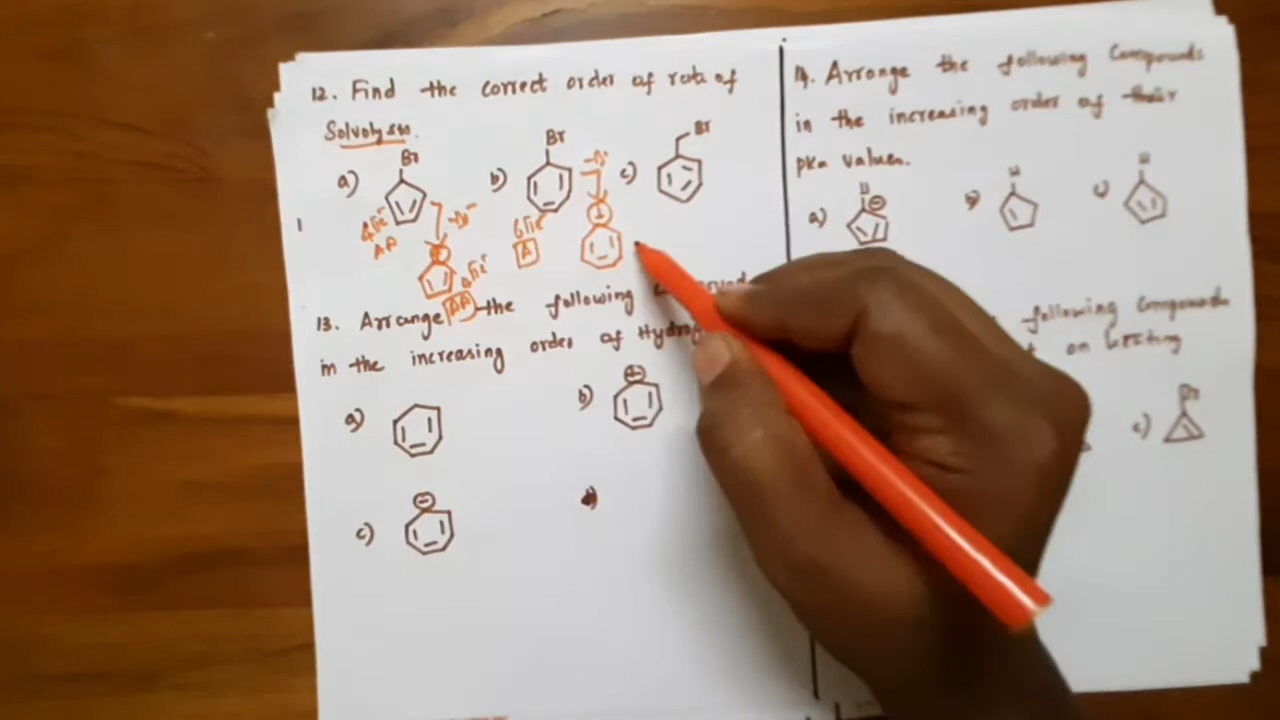 12. Find the correct order of rate of
Solvolysis.
a)
Br
b)
Br
c)
Br
4πe⁻
AA
-Br⁻
4πe⁻
AA
6πe⁻
A
13. Arrange the following
in the increasing order of
a)
b)
c)
14. Arrange the following Compounds
in the increasing order of their
pka values.
a)
H
b)
H
c)
H
following Compounds
on heating
c)
Br